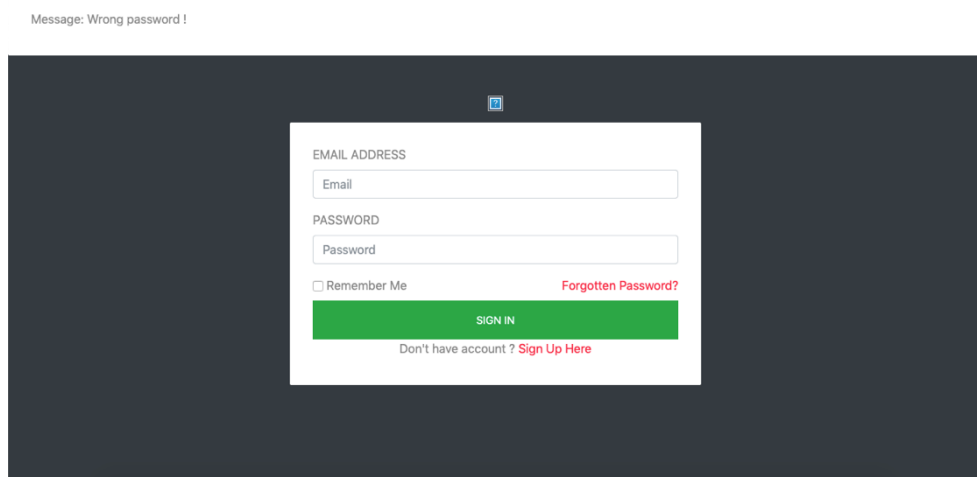 Message: Wrong password !
EMAIL ADDRESS
Email
PASSWORD
Password
Remember Me Forgotten Password?
SIGN IN
Don't have account ? Sign Up Here